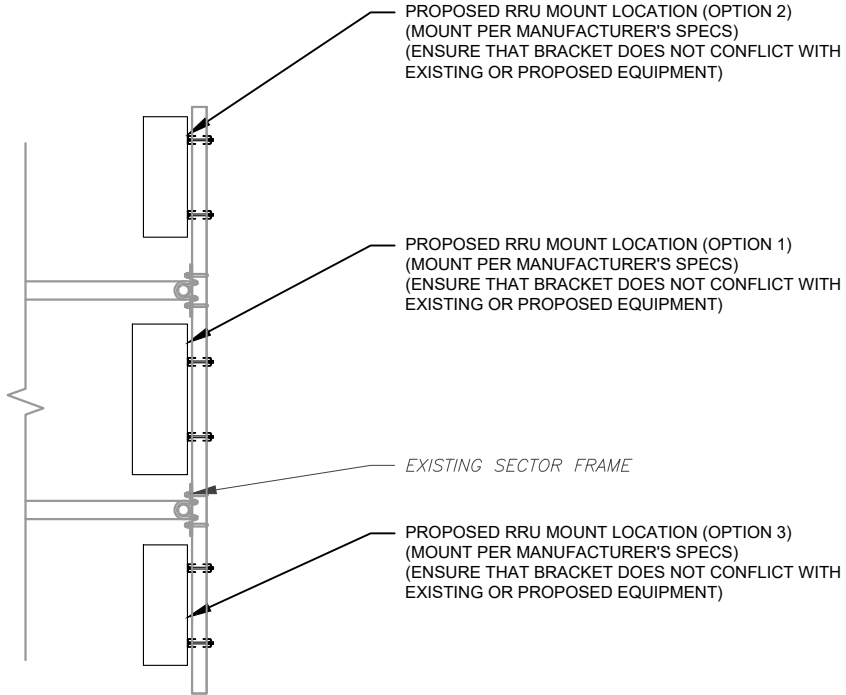 PROPOSED RRU MOUNT LOCATION (OPTION 2)
(MOUNT PER MANUFACTURER'S SPECS)
(ENSURE THAT BRACKET DOES NOT CONFLICT WITH
EXISTING OR PROPOSED EQUIPMENT)
PROPOSED RRU MOUNT LOCATION (OPTION 1)
(MOUNT PER MANUFACTURER'S SPECS)
(ENSURE THAT BRACKET DOES NOT CONFLICT WITH
EXISTING OR PROPOSED EQUIPMENT)
EXISTING SECTOR FRAME
PROPOSED RRU MOUNT LOCATION (OPTION 3)
(MOUNT PER MANUFACTURER'S SPECS)
(ENSURE THAT BRACKET DOES NOT CONFLICT WITH
EXISTING OR PROPOSED EQUIPMENT)